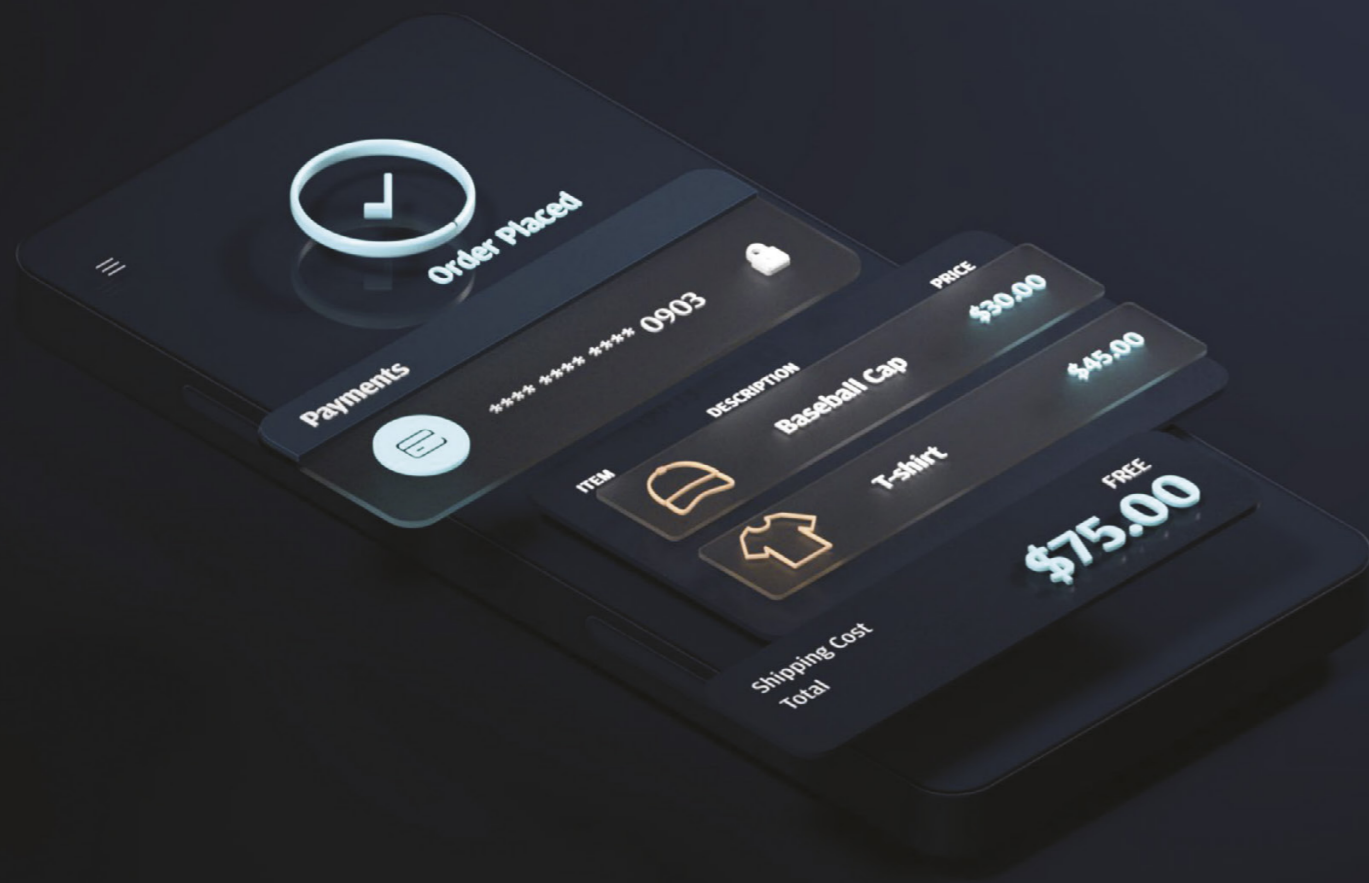 Order Placed
Payments
**** **** **** 0903
ITEM DESCRIPTION PRICE
Baseball Cap $30.00
T-shirt $45.00
Shipping Cost FREE
Total $75.00